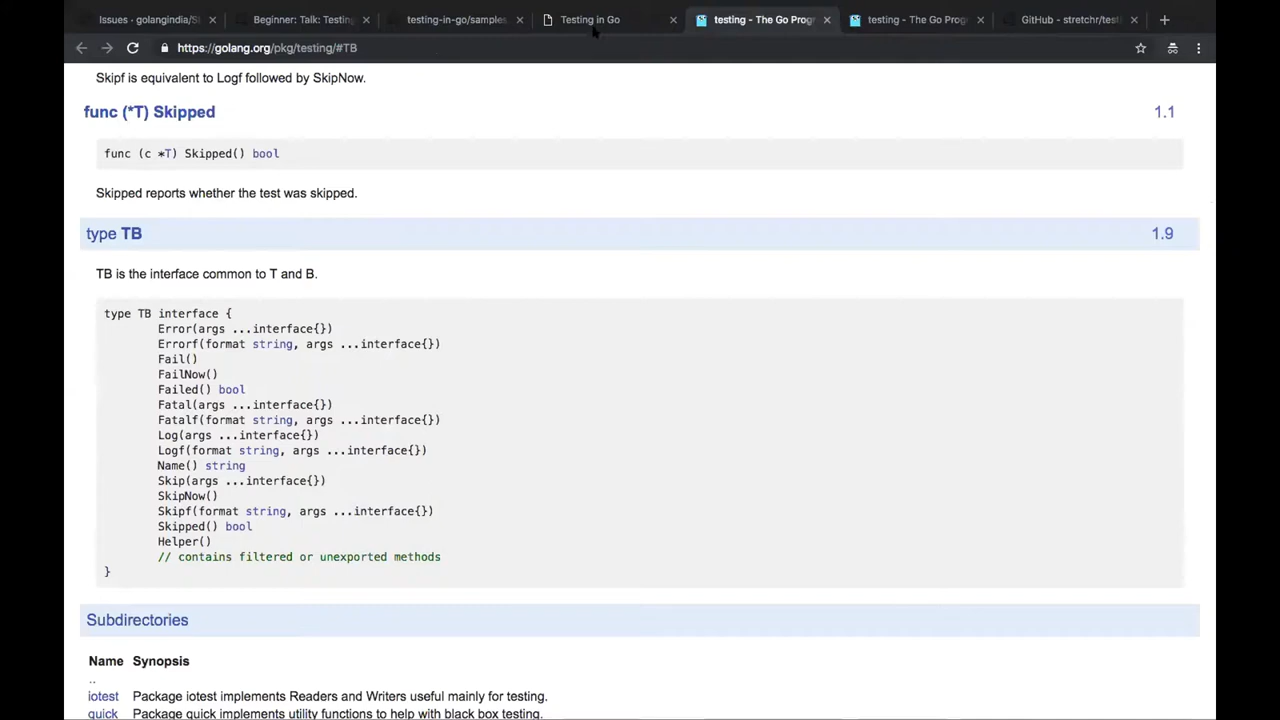 Issues · golangindia/SI
Beginner: Talk: Testing
testing-in-go/samples
Testing in Go
testing - The Go Progr
testing - The Go Prog
GitHub - stretchr/testi
https://golang.org/pkg/testing/#TB
Skipf is equivalent to Logf followed by SkipNow.
func (*T) Skipped 1.1
func (c *T) Skipped() bool
Skipped reports whether the test was skipped.
type TB 1.9
TB is the interface common to T and B.
type TB interface {
Error(args ...interface{})
Errorf(format string, args ...interface{})
Fail()
FailNow()
Failed() bool
Fatal(args ...interface{})
Fatalf(format string, args ...interface{})
Log(args ...interface{})
Logf(format string, args ...interface{})
Name() string
Skip(args ...interface{})
SkipNow()
Skipf(format string, args ...interface{})
Skipped() bool
Helper()
// contains filtered or unexported methods
}
Subdirectories
Name Synopsis
..
iotest Package iotest implements Readers and Writers useful mainly for testing.
quick Package quick implements utility functions to help with black box testing.